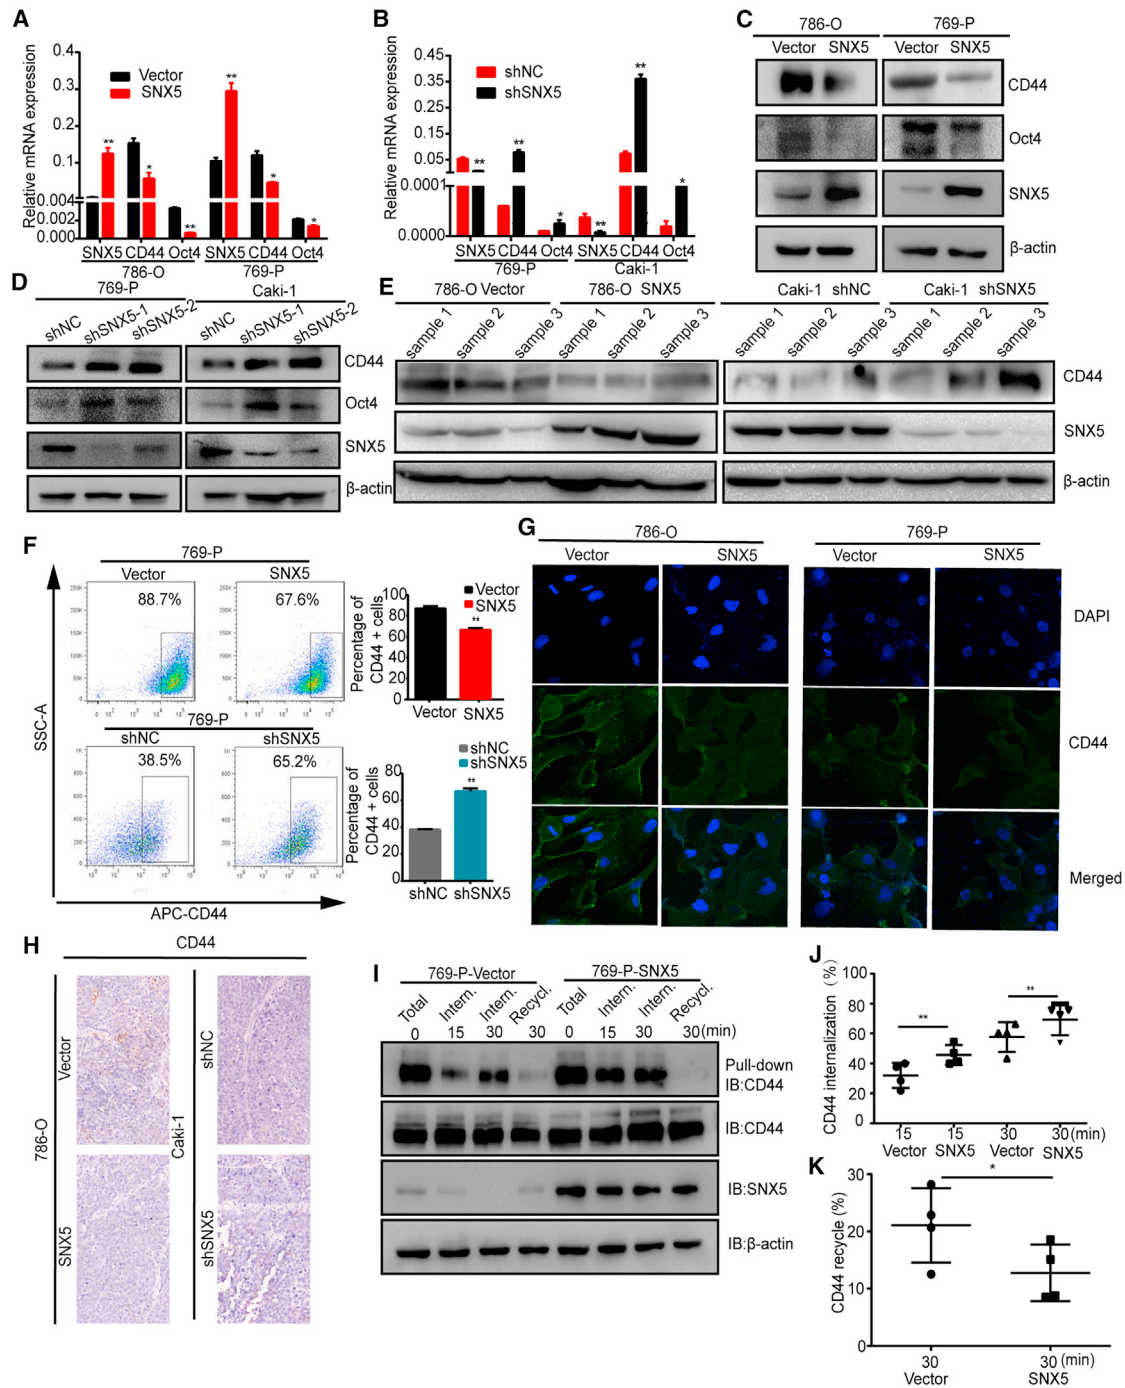 A
Relative mRNA expression
0.4
0.3
0.2
0.1
0.004
0.002
0.000
Vector
SNX5
** * ** ** * *
SNX5 CD44 Oct4 SNX5 CD44 Oct4
786-O 769-P
B
Relative mRNA expression
0.45
0.35
0.25
0.15
0.05
0.0001
0.0000
shNC
shSNX5
** ** * ** ** *
SNX5 CD44 Oct4 SNX5 CD44 Oct4
769-P Caki-1
C
786-O 769-P
Vector SNX5 Vector SNX5
CD44
Oct4
SNX5
β-actin
D
769-P Caki-1
shNC shSNX5-1 shSNX5-2 shNC shSNX5-1 shSNX5-2
CD44
Oct4
SNX5
β-actin
E
786-O Vector 786-O SNX5 Caki-1 shNC Caki-1 shSNX5
sample 1 sample 2 sample 3 sample 1 sample 2 sample 3 sample 1 sample 2 sample 3 sample 1 sample 2 sample 3
CD44
SNX5
β-actin
F
769-P
Vector SNX5
88.7% 67.6%
769-P
shNC shSNX5
38.5% 65.2%
SSC-A
APC-CD44
Percentage of
CD44 + cells
100
80
60
40
20
0
Vector
SNX5
**
Vector SNX5
Percentage of
CD44 + cells
80
60
40
20
0
shNC
shSNX5
**
shNC shSNX5
G
786-O 769-P
Vector SNX5 Vector SNX5
DAPI
CD44
Merged
H
CD44
786-O
Vector
SNX5
Caki-1
shNC
shSNX5
I
769-P-Vector 769-P-SNX5
Total Intern. Intern. Recycl. Total Intern. Intern. Recycl.
0 15 30 30 0 15 30 30 (min)
Pull-down
IB:CD44
IB:CD44
IB:SNX5
IB:β-actin
J
CD44 internalization (%)
100
80
60
40
20
0
** **
15 15 30 30 (min)
Vector SNX5 Vector SNX5
K
CD44 recycle (%)
30
20
10
0
*
30 30 (min)
Vector SNX5